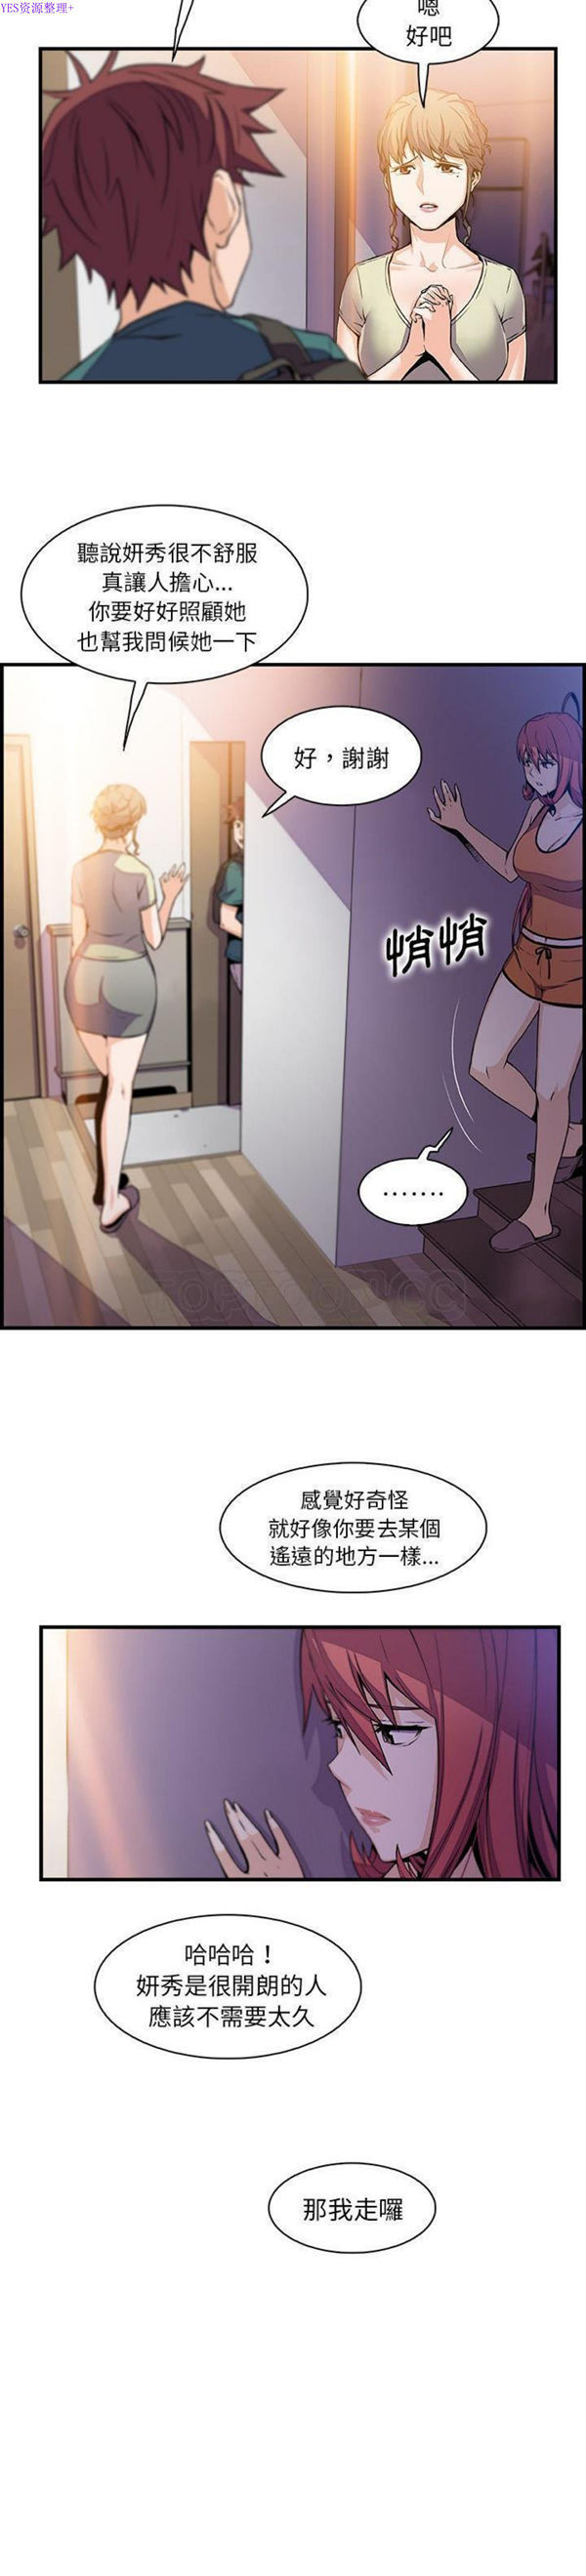 YES资源整理+
嗯
好吧
聽說妍秀很不舒服
真讓人擔心...
你要好好照顧她
也幫我問候她一下
好，謝謝
悄悄
.......
感覺好奇怪
就好像你要去某個
遙遠的地方一樣...
哈哈哈！
妍秀是很開朗的人
應該不需要太久
那我走囉